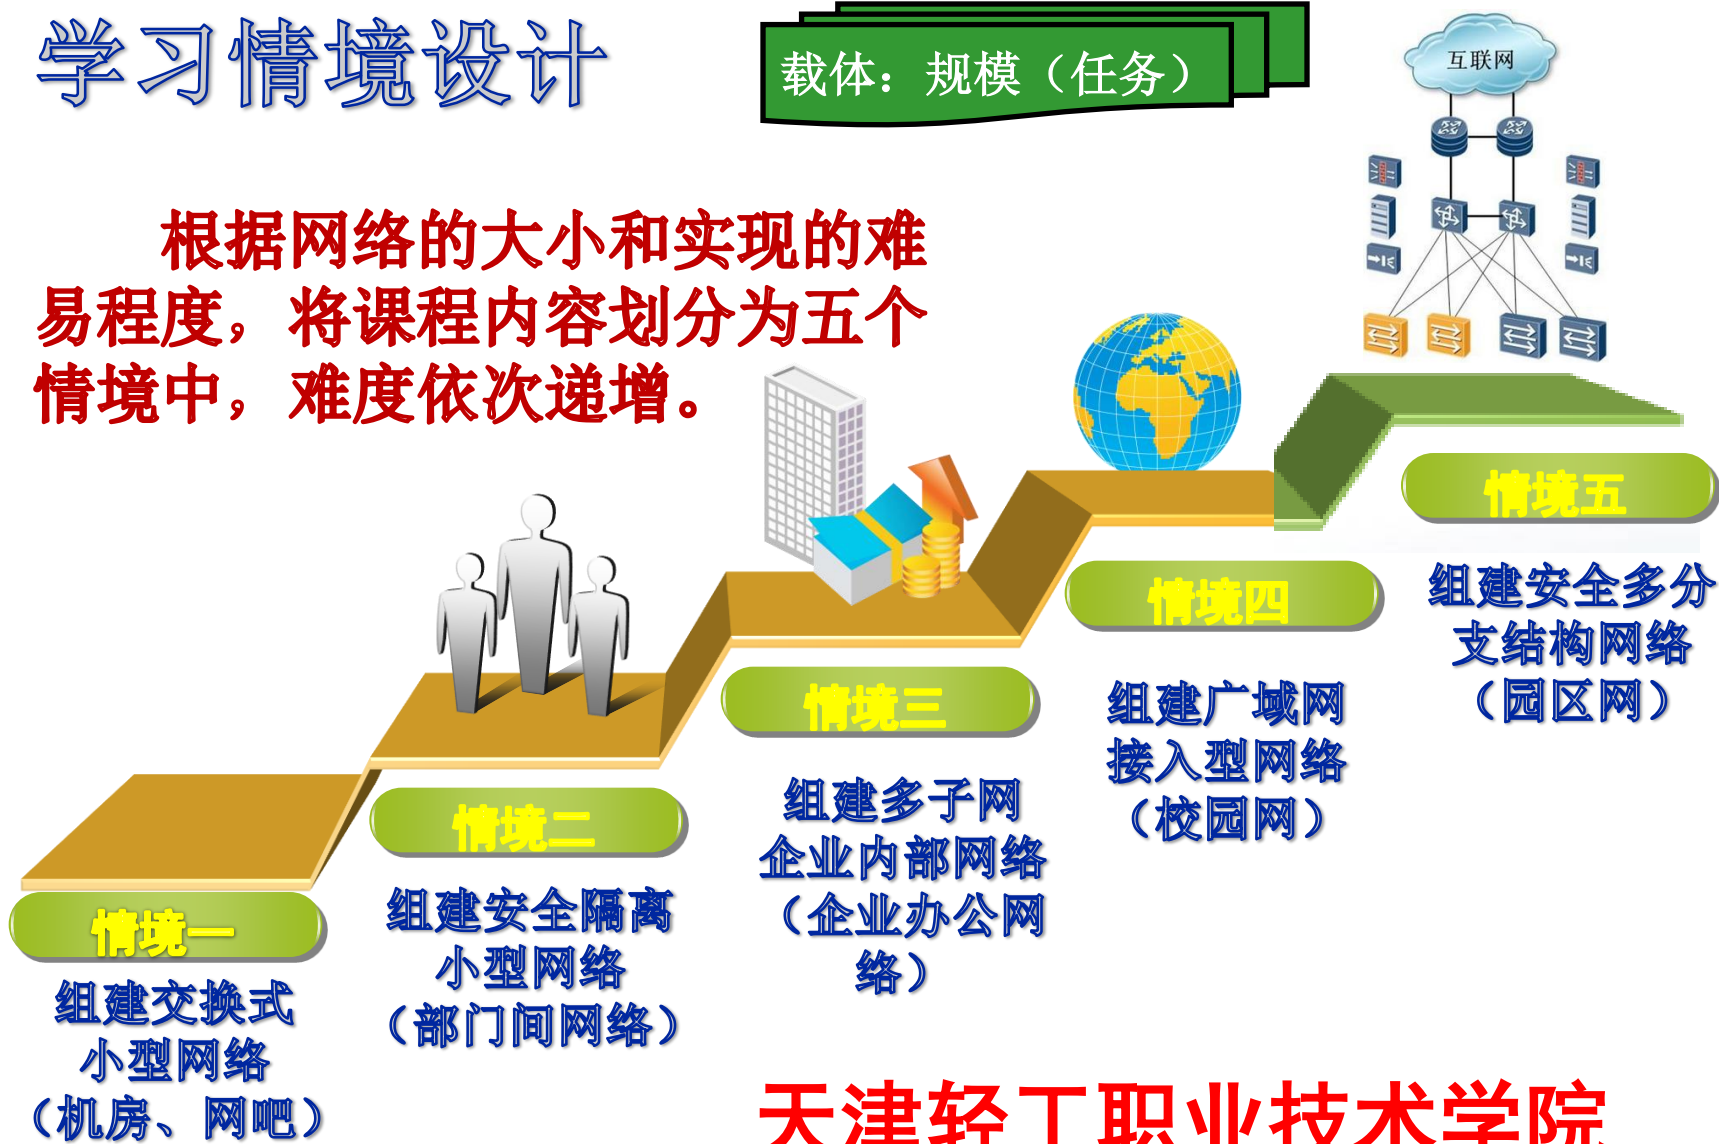 学习情境设计
载体：规模（任务）
互联网
根据网络的大小和实现的难
易程度，将课程内容划分为五个
情境中，难度依次递增。
情境一
组建交换式
小型网络
（机房、网吧）
情境二
组建安全隔离
小型网络
（部门间网络）
情境三
组建多子网
企业内部网络
（企业办公网
络）
情境四
组建广域网
接入型网络
（校园网）
情境五
组建安全多分
支结构网络
（园区网）
天津轻工职业技术学院